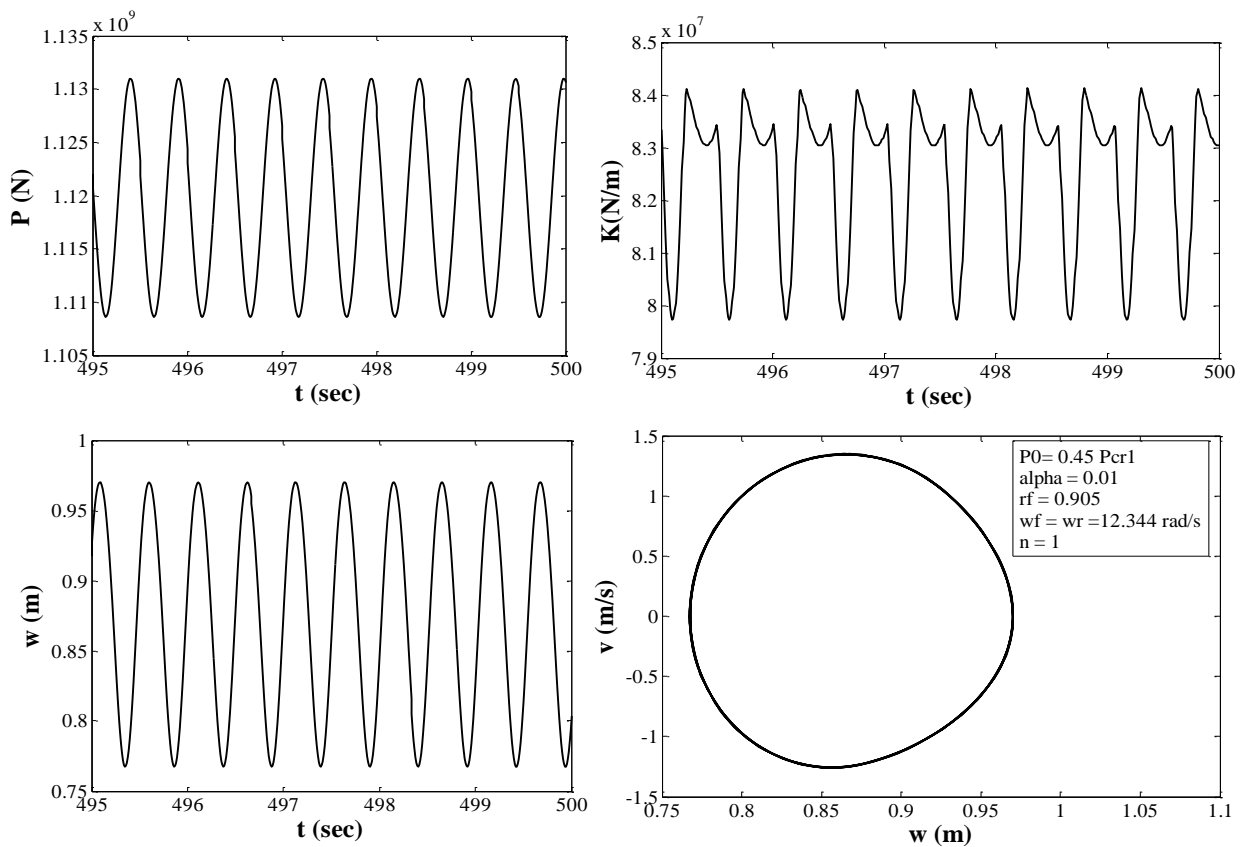 x 10^9
1.135
1.13
1.125
1.12
1.115
1.11
1.105
P (N)
495 496 497 498 499 500
t (sec)
x 10^7
8.5
8.4
8.3
8.2
8.1
8
7.9
K(N/m)
495 496 497 498 499 500
t (sec)
1
0.95
0.9
0.85
0.8
0.75
w (m)
495 496 497 498 499 500
t (sec)
1.5
1
0.5
0
-0.5
-1
-1.5
v (m/s)
P0= 0.45 Pcr1
alpha = 0.01
rf = 0.905
wf = wr =12.344 rad/s
n = 1
0.75 0.8 0.85 0.9 0.95 1 1.05 1.1
w (m)